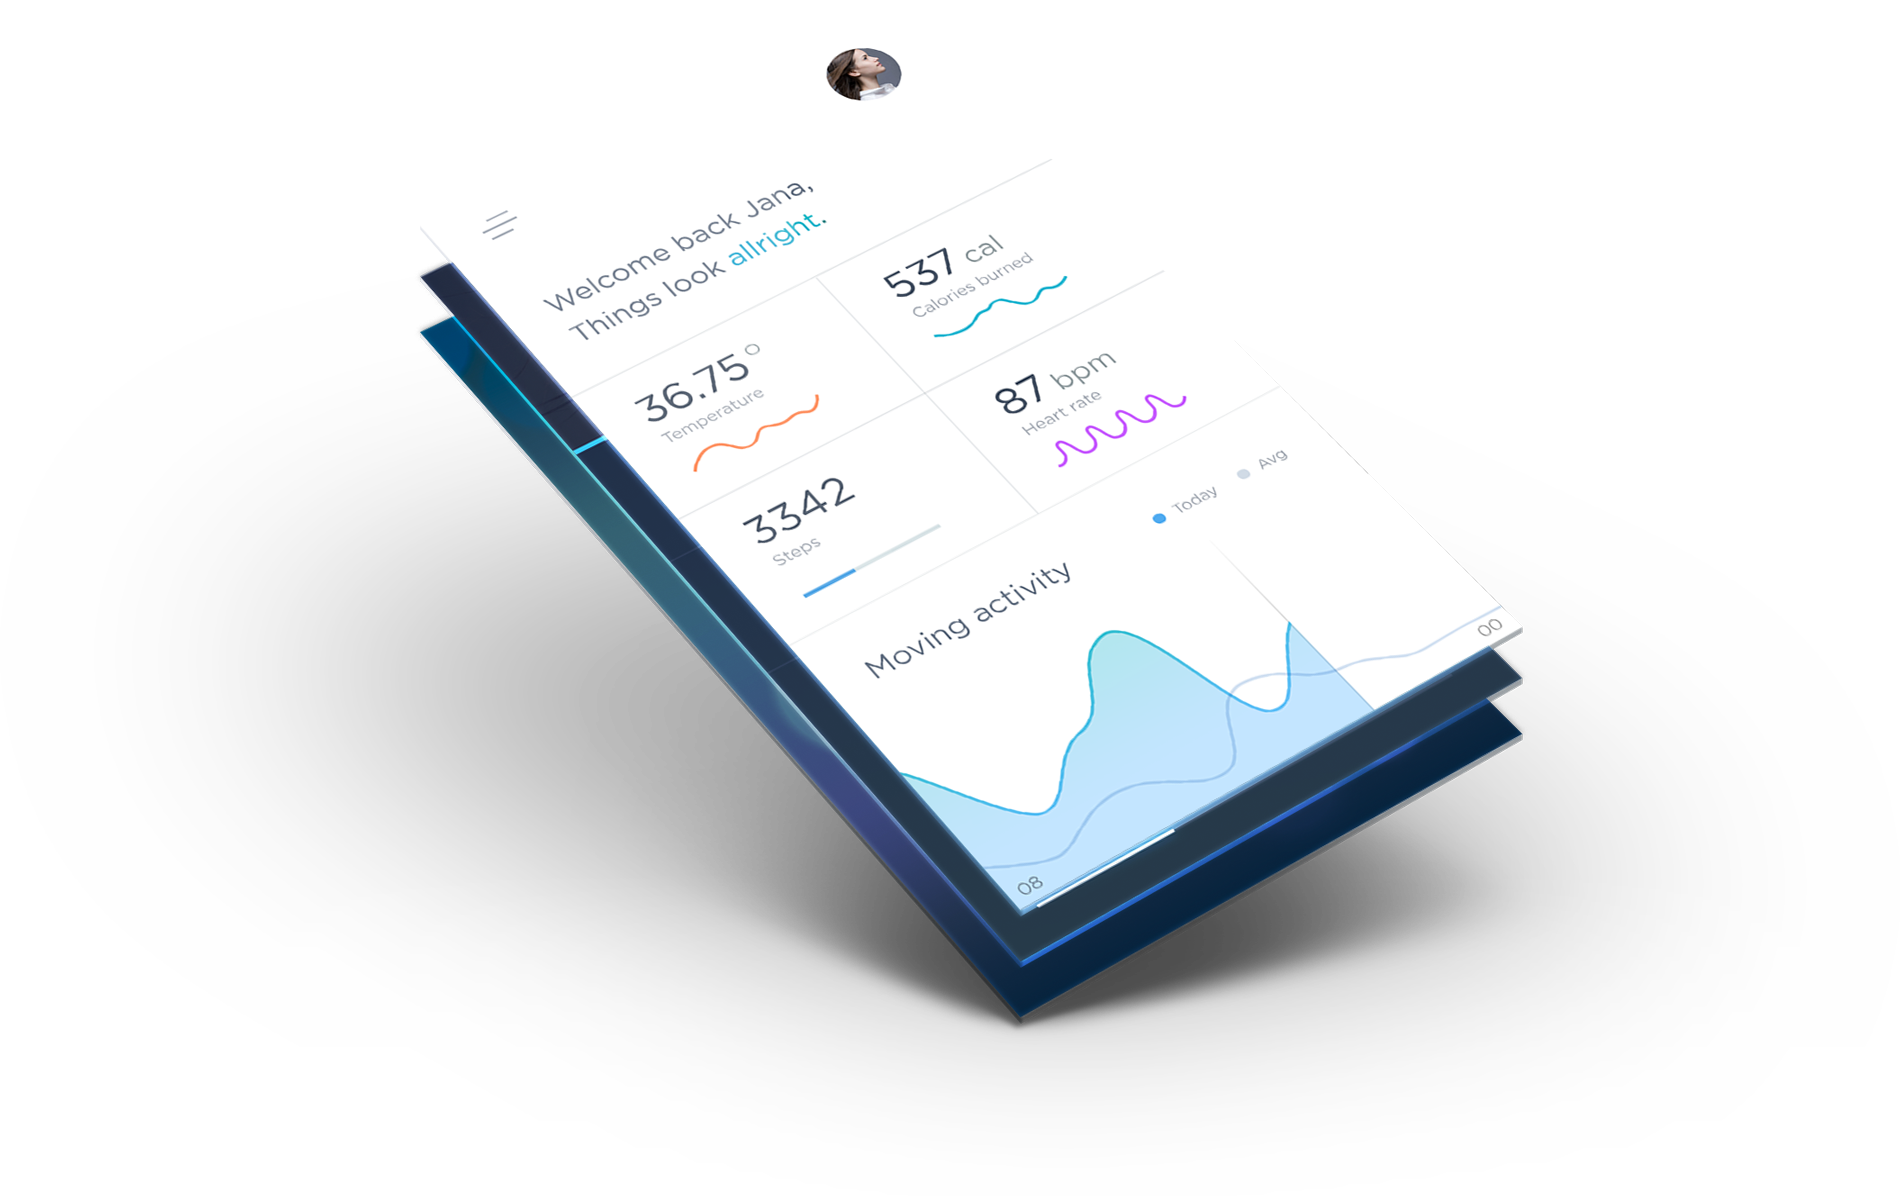 Welcome back Jana,
Things look allright.
36.75°
Temperature
537 cal
Calories burned
3342
Steps
87 bpm
Heart rate
Moving activity
Today
Avg
08
00